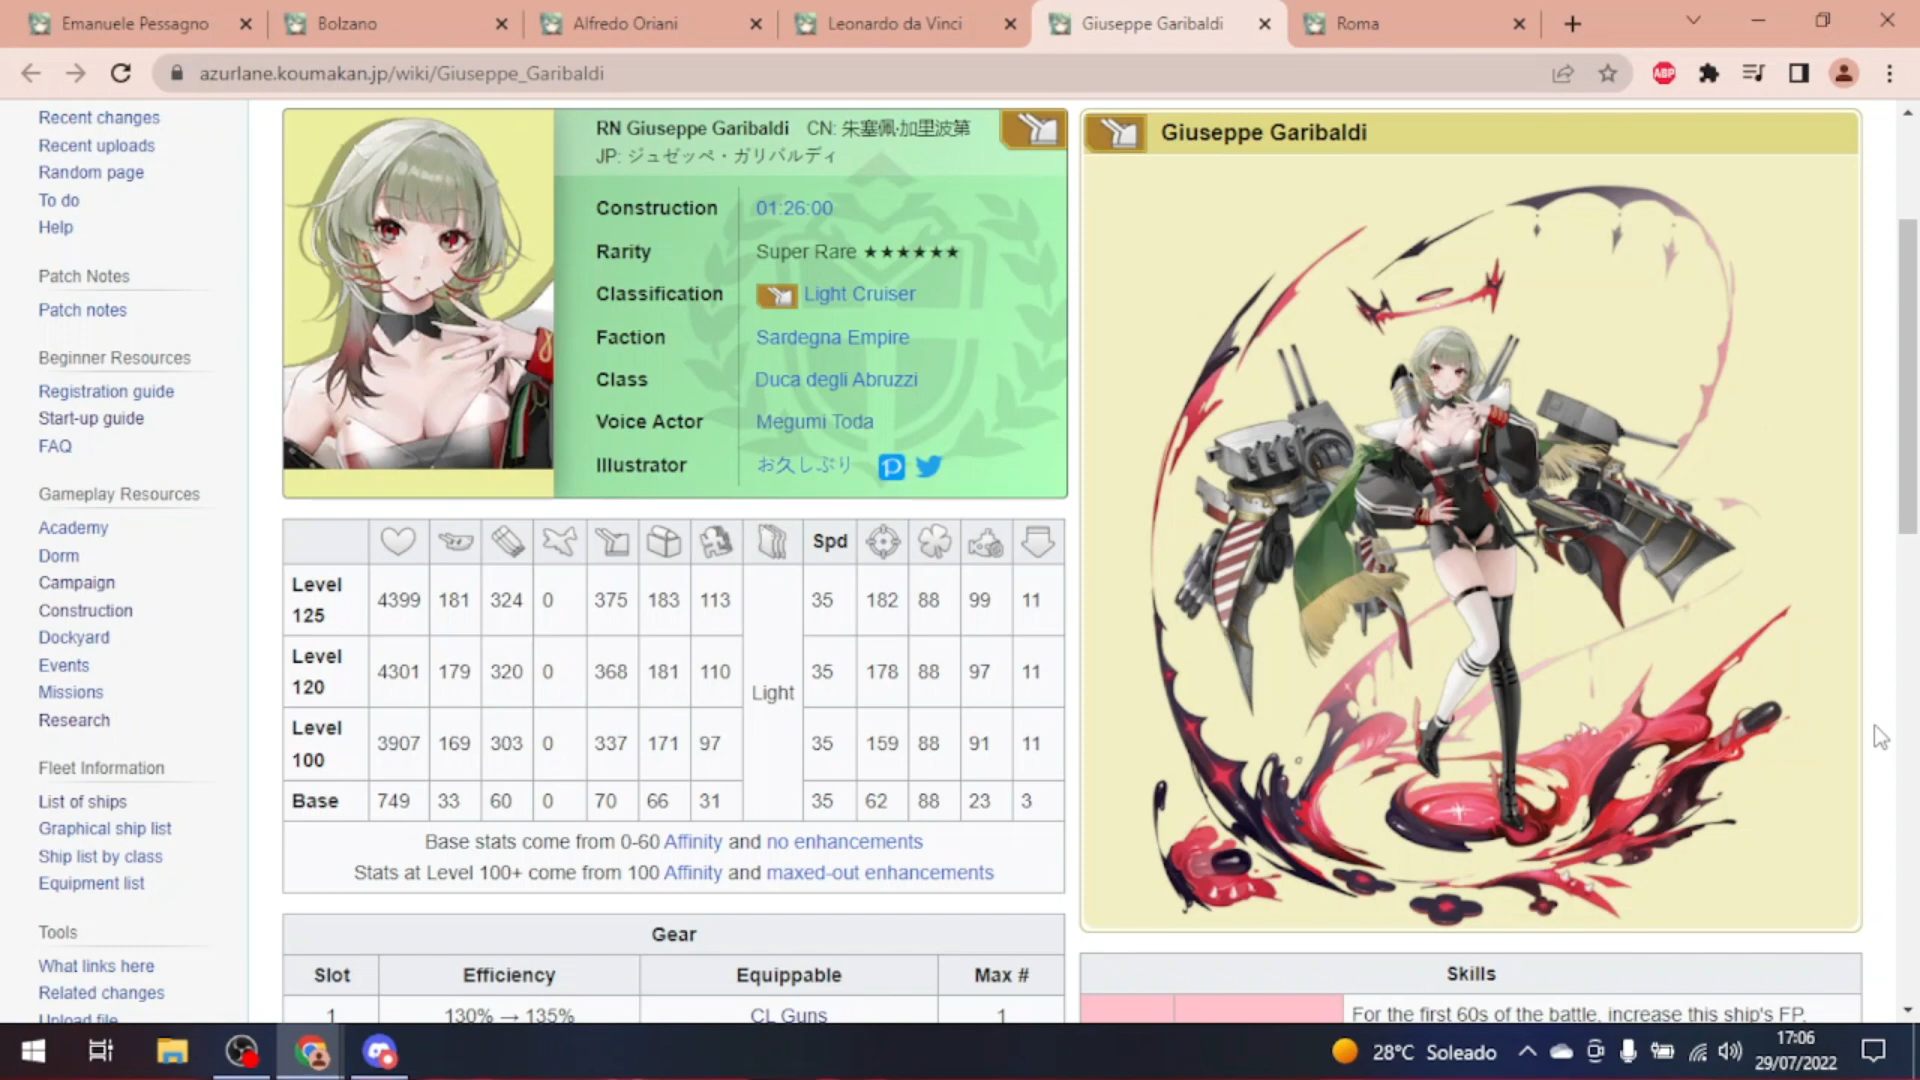 Emanuele Pessagno
Bolzano
Alfredo Oriani
Leonardo da Vinci
Giuseppe Garibaldi
Roma
azurlane.koumakan.jp/wiki/Giuseppe_Garibaldi
ABP
Recent changes
Recent uploads
Random page
To do
Help
Patch Notes
Patch notes
Beginner Resources
Registration guide
Start-up guide
FAQ
Gameplay Resources
Academy
Dorm
Campaign
Construction
Dockyard
Events
Missions
Research
Fleet Information
List of ships
Graphical ship list
Ship list by class
Equipment list
Tools
What links here
Related changes
Upload file
RN Giuseppe Garibaldi CN: 朱塞佩·加里波第
JP: ジュゼッペ・ガリバルディ
Construction 01:26:00
Rarity Super Rare ★★★★★★
Classification Light Cruiser
Faction Sardegna Empire
Class Duca degli Abruzzi
Voice Actor Megumi Toda
Illustrator お久しぶり
Spd
Level 125 4399 181 324 0 375 183 113 35 182 88 99 11
Level 120 4301 179 320 0 368 181 110 Light 35 178 88 97 11
Level 100 3907 169 303 0 337 171 97 35 159 88 91 11
Base 749 33 60 0 70 66 31 35 62 88 23 3
Base stats come from 0-60 Affinity and no enhancements
Stats at Level 100+ come from 100 Affinity and maxed-out enhancements
Gear
Slot Efficiency Equippable Max #
1 130% → 135% CL Guns 1
Giuseppe Garibaldi
Skills
For the first 60s of the battle, increase this ship's FP,
28°C Soleado
17:06
29/07/2022